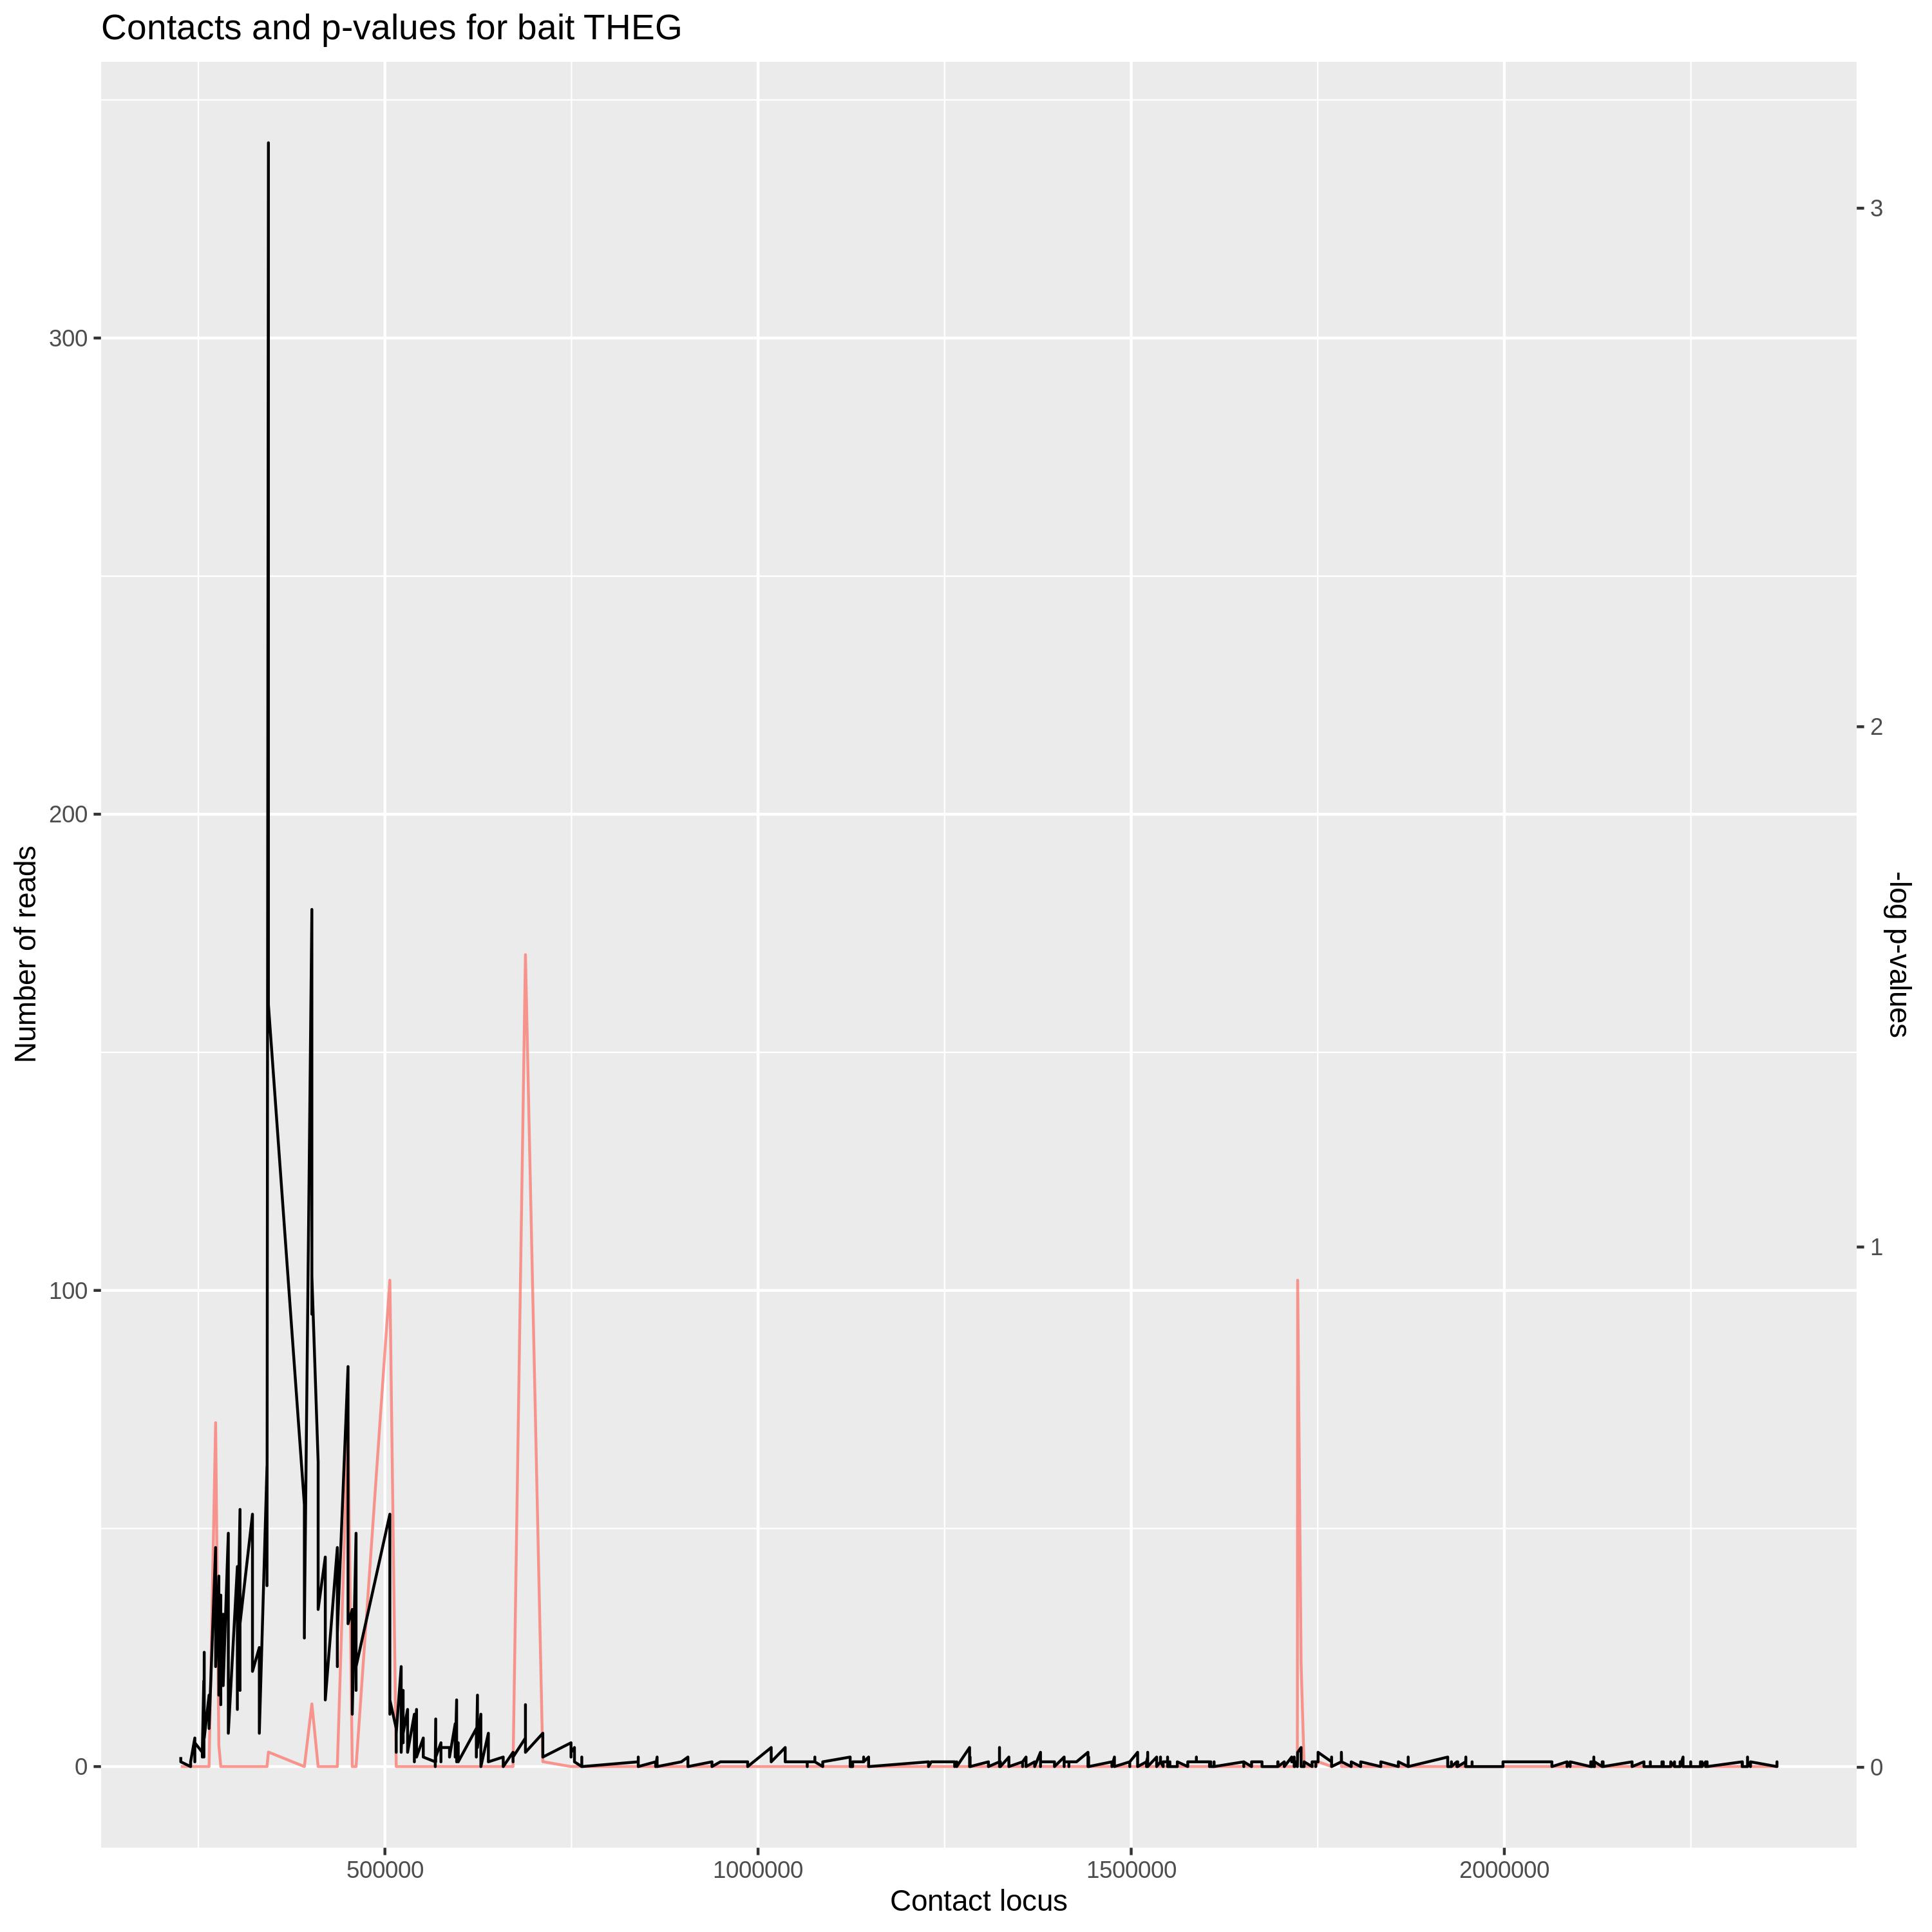 Contacts and p-values for bait THEG
Number of reads
300
200
100
0
3
2
1
0
-log p-values
500000 1000000 1500000 2000000
Contact locus